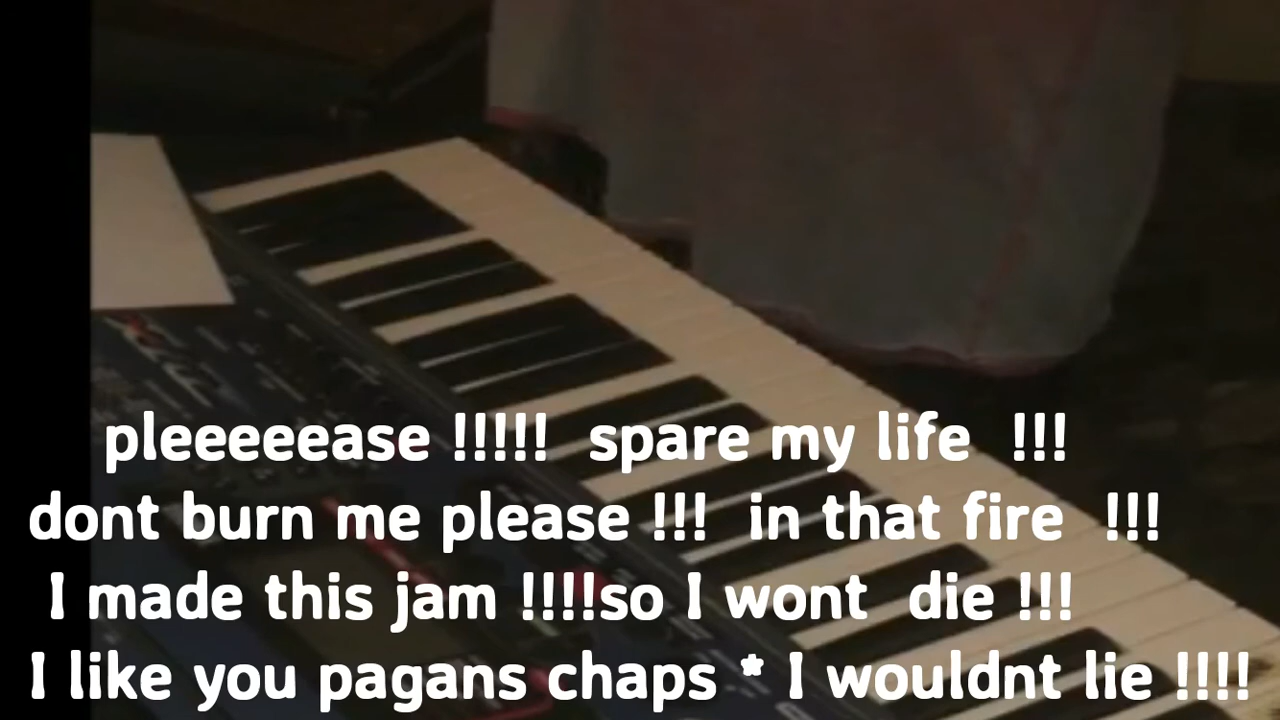 pleeeeease !!!!! spare my life !!!
dont burn me please !!! in that fire !!!
I made this jam !!!!so I wont die !!!
I like you pagans chaps * I wouldnt lie !!!!